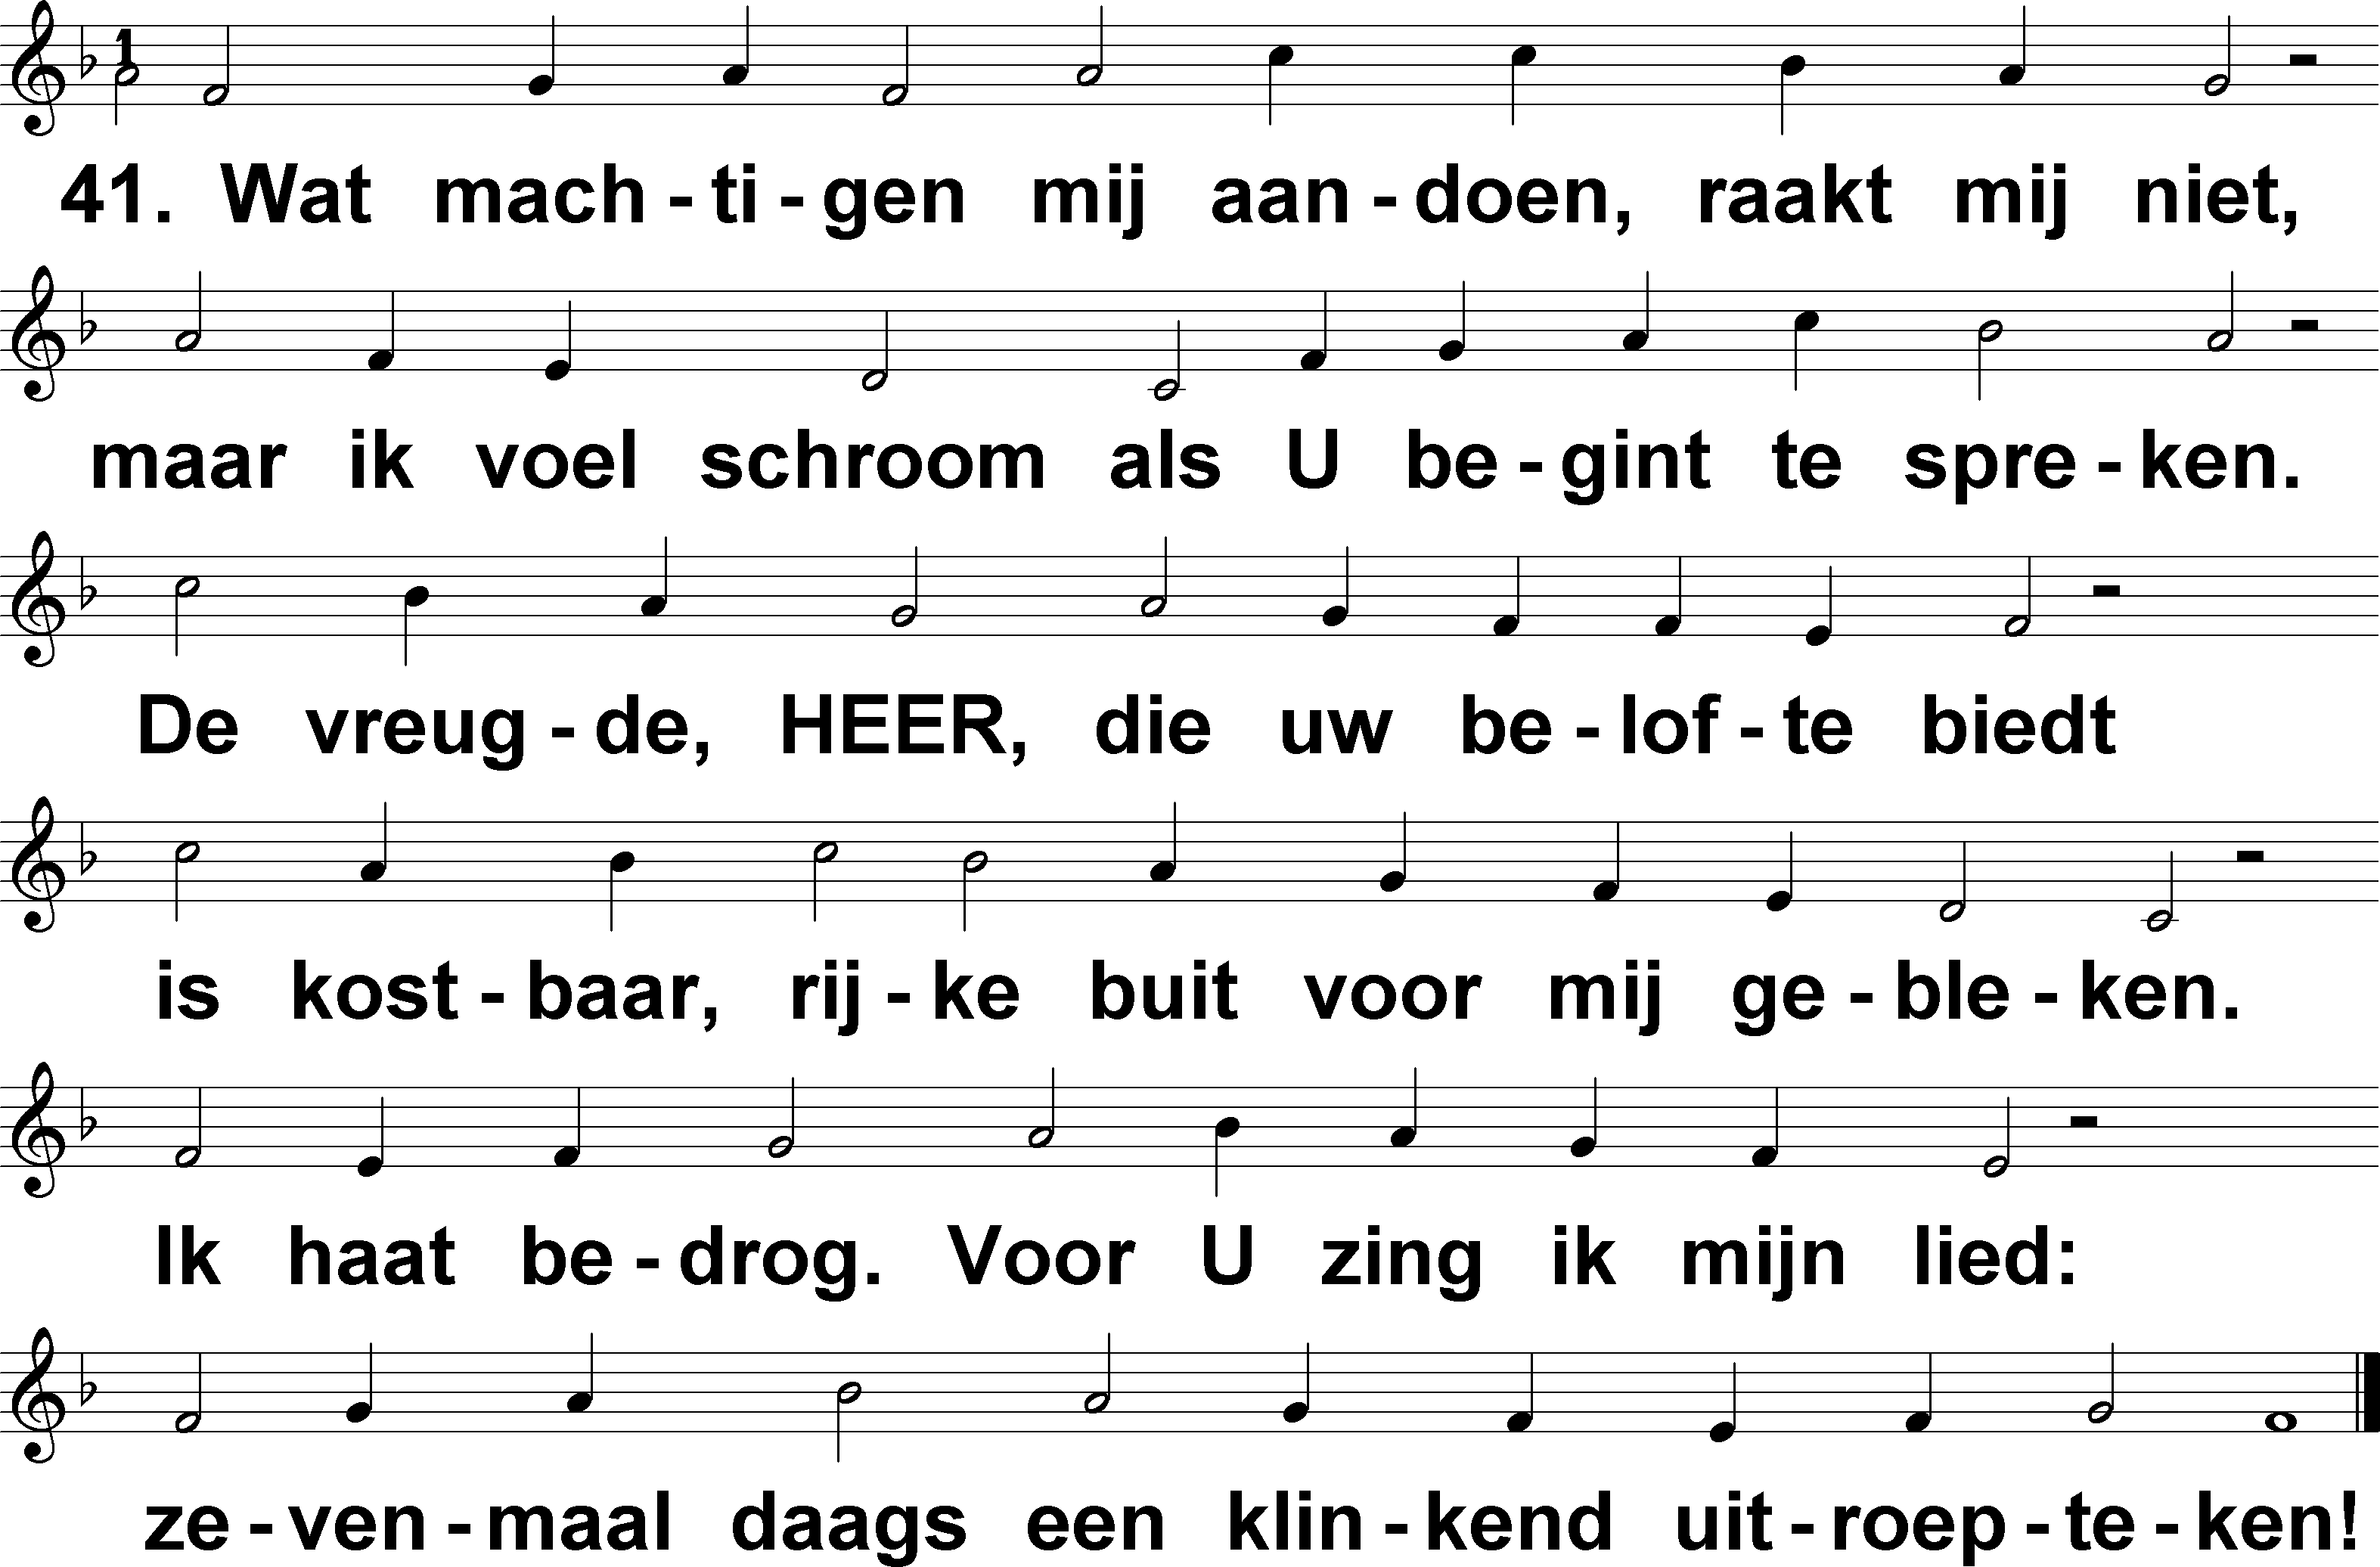 41. Wat mach - ti - gen mij aan - doen, raakt mij niet,
maar ik voel schroom als U be - gint te spre - ken.
De vreug - de, HEER, die uw be - lof - te biedt
is kost - baar, rij - ke buit voor mij ge - ble - ken.
Ik haat be - drog. Voor U zing ik mijn lied:
ze - ven - maal daags een klin - kend uit - roep - te - ken!